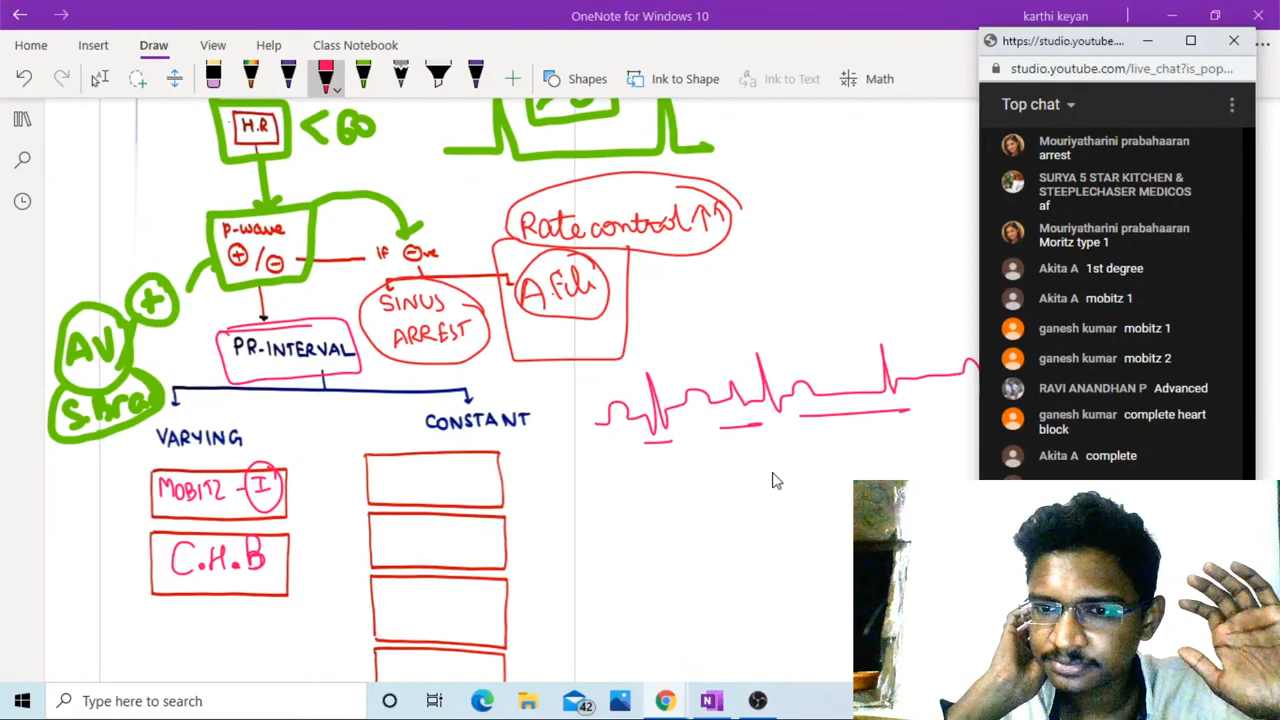 OneNote for Windows 10
karthi keyan
Home
Insert
Draw
View
Help
Class Notebook
Shapes
Ink to Shape
Ink to Text
Math
https://studio.youtube....
studio.youtube.com/live_chat?is_pop...
Top chat
Mouriyatharini prabahaaran
arrest
SURYA 5 STAR KITCHEN &
STEEPLECHASER MEDICOS
af
Mouriyatharini prabahaaran
Moritz type 1
Akita A 1st degree
Akita A mobitz 1
ganesh kumar mobitz 1
ganesh kumar mobitz 2
RAVI ANANDHAN P Advanced
ganesh kumar complete heart
block
Akita A complete
H.R
< 60
P-wave
+ / -
if -ve
Rate control ↑↑
SINUS
ARREST
A. Fib
+
AV
S. bra
PR-INTERVAL
VARYING
CONSTANT
MOBITZ - I
C.H.B
Type here to search
42